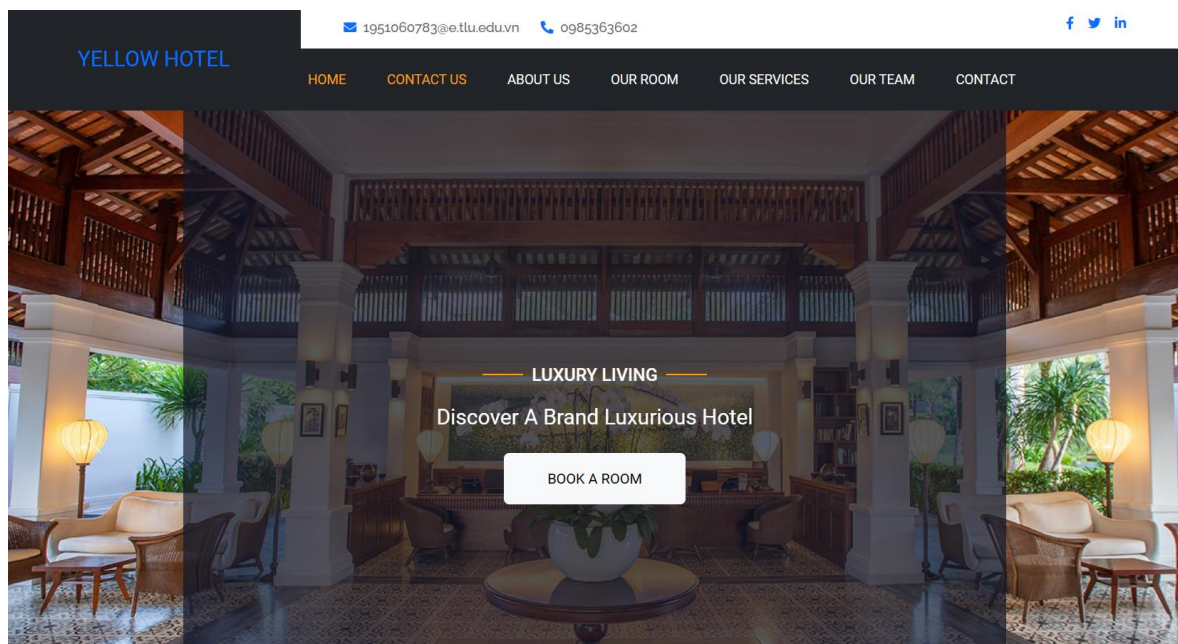 1951060783@e.tlu.edu.vn 0985363602
YELLOW HOTEL
HOME CONTACT US ABOUT US OUR ROOM OUR SERVICES OUR TEAM CONTACT
LUXURY LIVING
Discover A Brand Luxurious Hotel
BOOK A ROOM